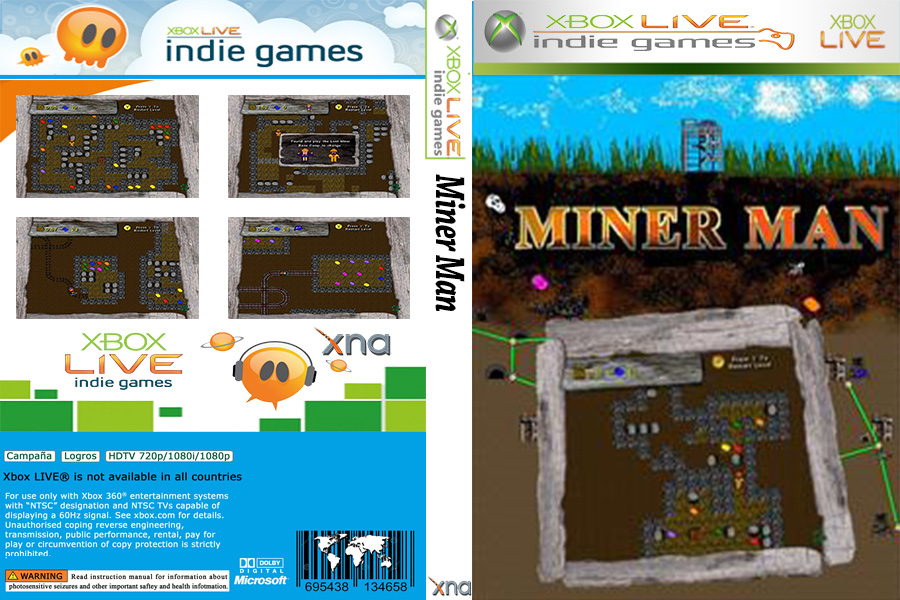 XBOX LIVE
indie games
XBOX LIVE
indie games
Campaña Logros HDTV 720p/1080i/1080p
Xbox LIVE® is not available in all countries
For use only with Xbox 360® entertainment systems
with "NTSC" designation and NTSC TVs capable of
displaying a 60Hz signal. See xbox.com for details.
Unauthorised coping reverse engineering,
transmission, public performance, rental, pay for
play or circumvention of copy protection is strictly
prohibited.
WARNING Read instruction manual for information about
photosensitive seizures and other important saftey and health infomation.
DOLBY
DIGITAL
Microsoft
695438 134658
xna
XBOX LIVE
indie games
Miner Man
xna
XBOX LIVE
indie games
XBOX
LIVE
MINER MAN
Press Y To
Restart Level